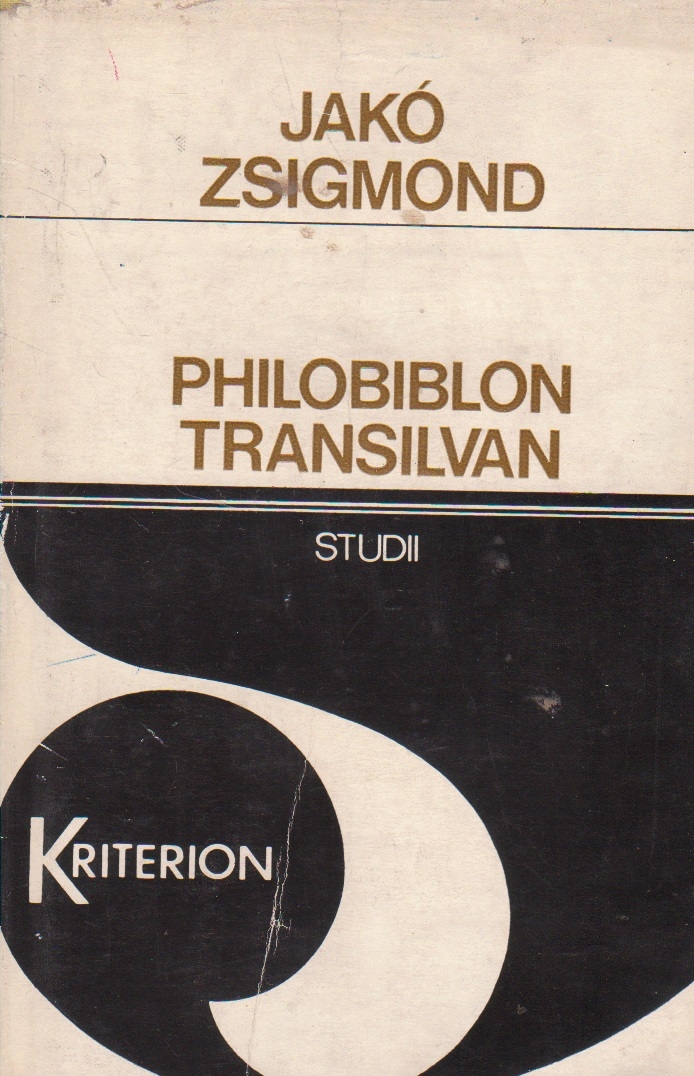 JAKÓ
ZSIGMOND
PHILOBIBLON
TRANSILVAN
STUDII
KRITERION